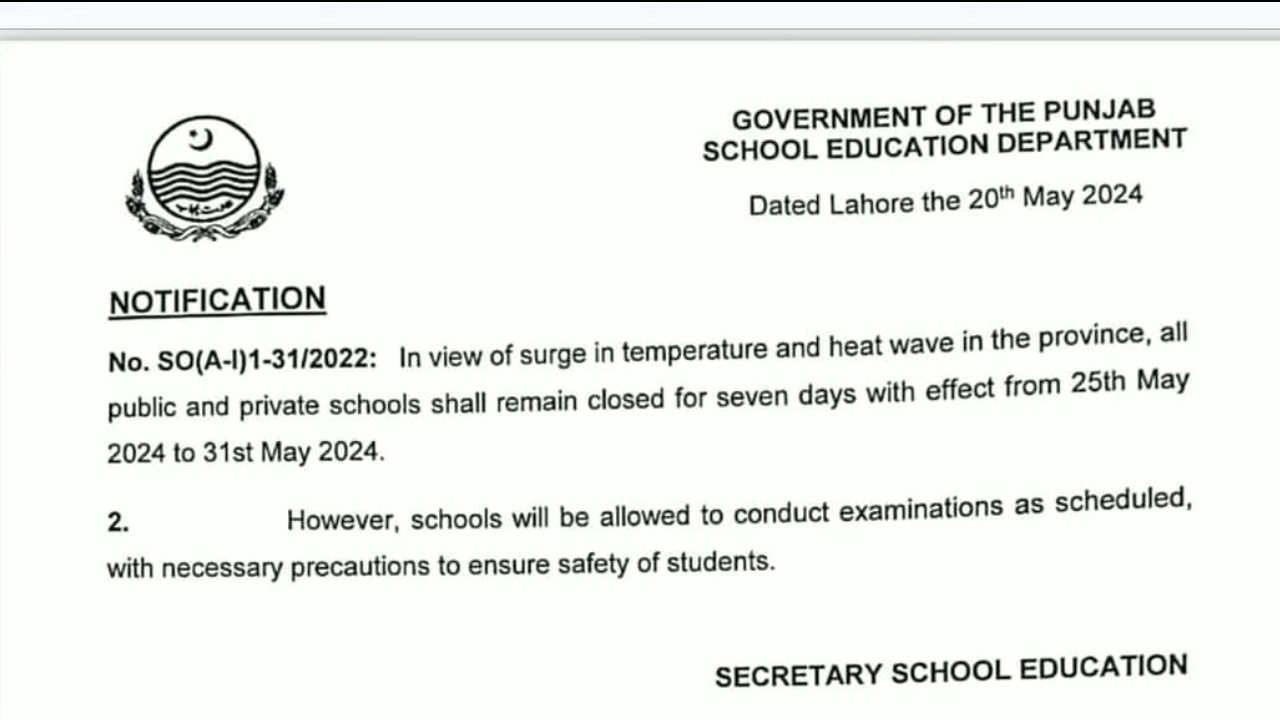 GOVERNMENT OF THE PUNJAB
SCHOOL EDUCATION DEPARTMENT
Dated Lahore the 20th May 2024
NOTIFICATION
No. SO(A-I)1-31/2022: In view of surge in temperature and heat wave in the province, all
public and private schools shall remain closed for seven days with effect from 25th May
2024 to 31st May 2024.
2. However, schools will be allowed to conduct examinations as scheduled,
with necessary precautions to ensure safety of students.
SECRETARY SCHOOL EDUCATION